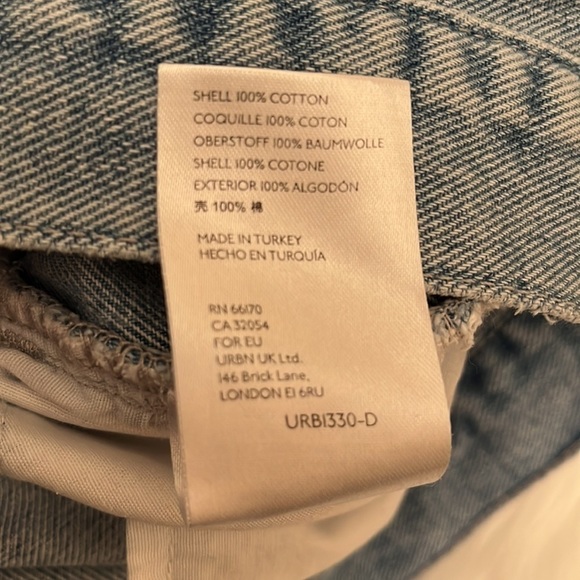 SHELL 100% COTTON
COQUILLE 100% COTON
OBERSTOFF 100% BAUMWOLLE
SHELL 100% COTONE
EXTERIOR 100% ALGODÓN
壳 100% 棉
MADE IN TURKEY
HECHO EN TURQUÍA
RN 66170
CA 32054
FOR EU
URBN UK Ltd.
146 Brick Lane,
LONDON E1 6RU
URB1330-D